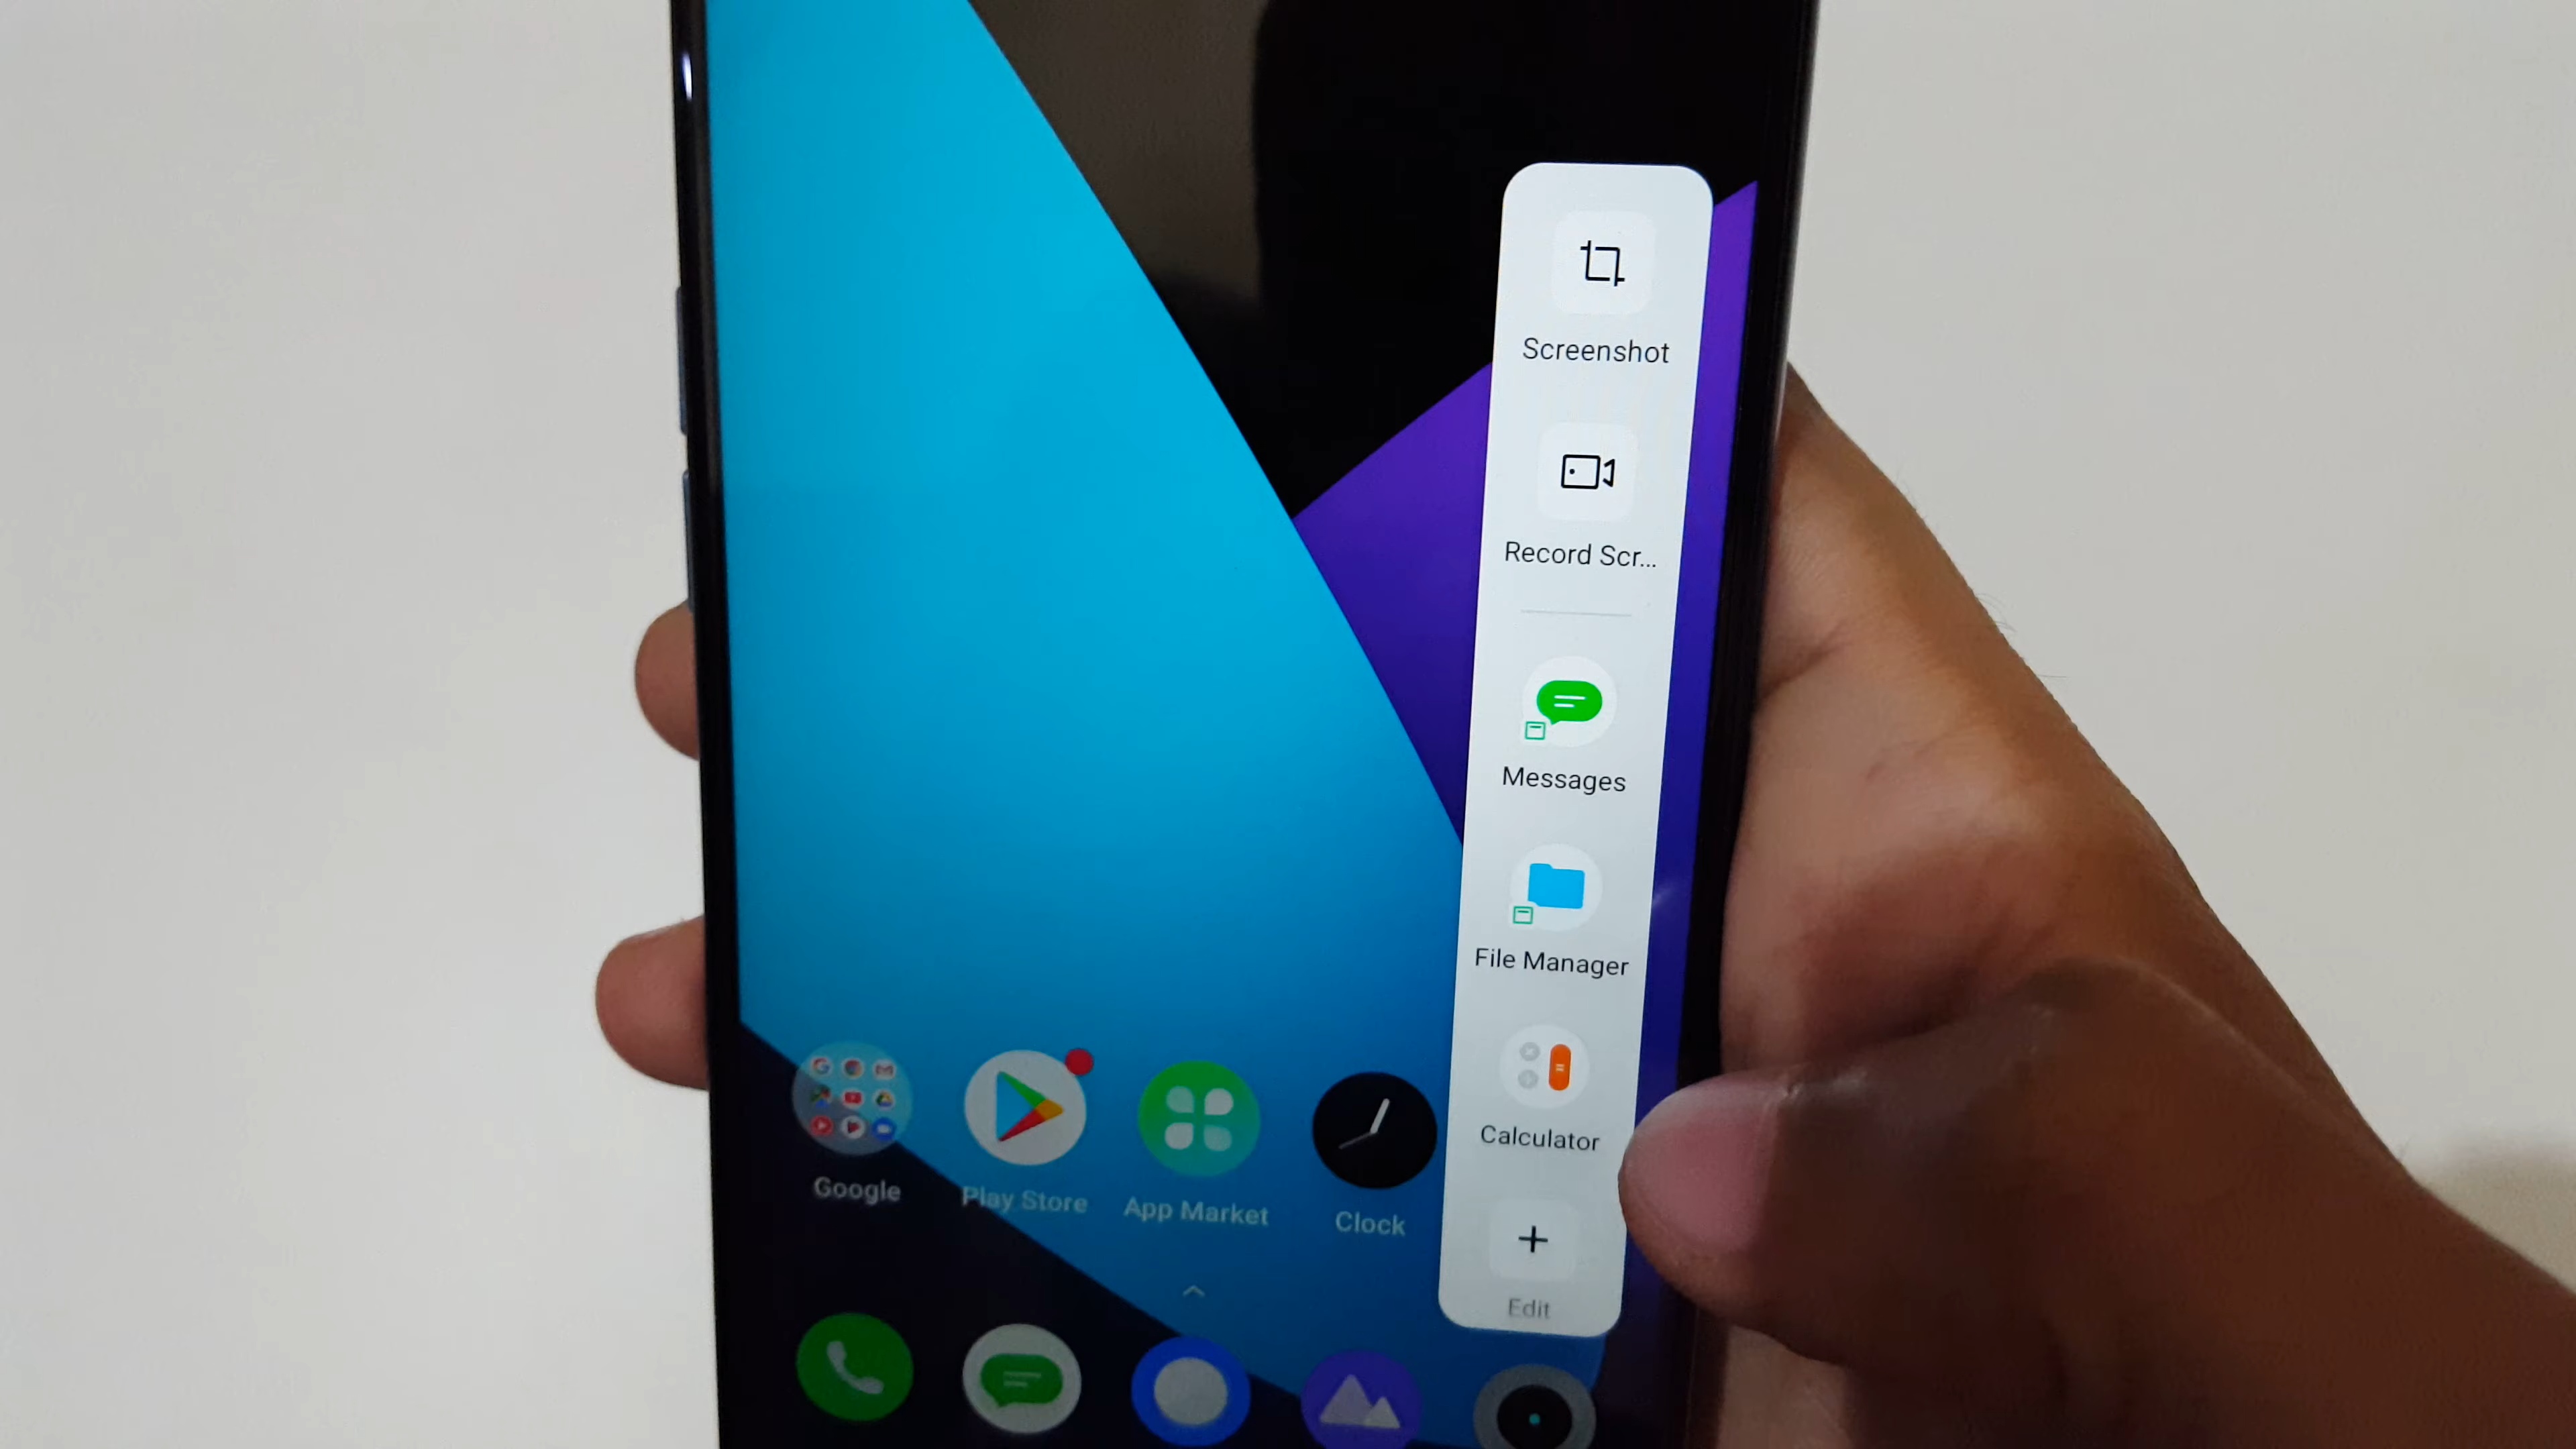 Screenshot
Record Scr...
Messages
File Manager
Calculator
Edit
Google
Play Store
App Market
Clock